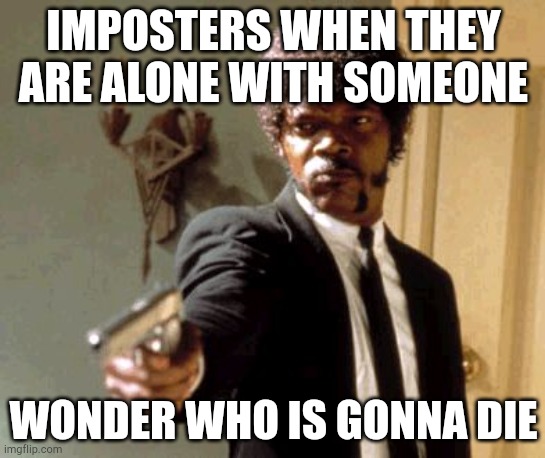 IMPOSTERS WHEN THEY
ARE ALONE WITH SOMEONE
WONDER WHO IS GONNA DIE
imgflip.com